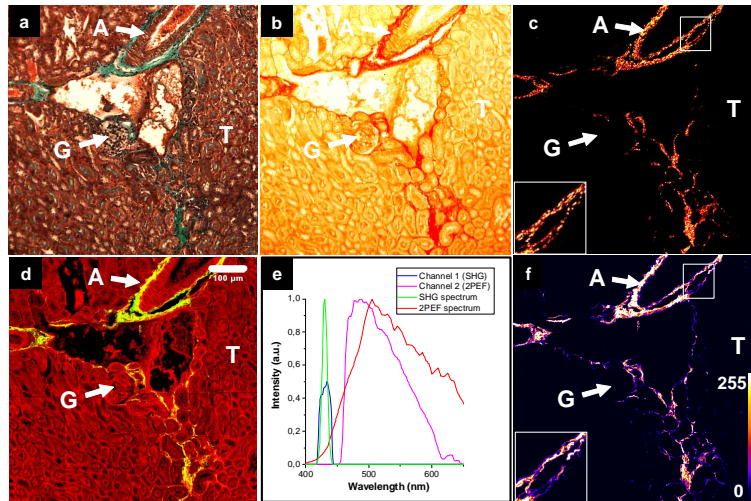 a
A
G
T
b
A
G
T
c
A
G
T
d
A
100 µm
G
T
e
Channel 1 (SHG)
Channel 2 (2PEF)
SHG spectrum
2PEF spectrum
Intensity (a.u.)
1,0
0,8
0,6
0,4
0,2
0,0
400
500
600
Wavelength (nm)
f
A
G
T
255
0